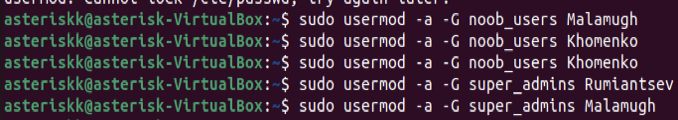 usermod: cannot lock /etc/passwd; try again later.
asteriskk@asterisk-VirtualBox:~$ sudo usermod -a -G noob_users Malamugh
asteriskk@asterisk-VirtualBox:~$ sudo usermod -a -G noob_users Khomenko
asteriskk@asterisk-VirtualBox:~$ sudo usermod -a -G noob_users Khomenko
asteriskk@asterisk-VirtualBox:~$ sudo usermod -a -G super_admins Rumiantsev
asteriskk@asterisk-VirtualBox:~$ sudo usermod -a -G super_admins Malamugh